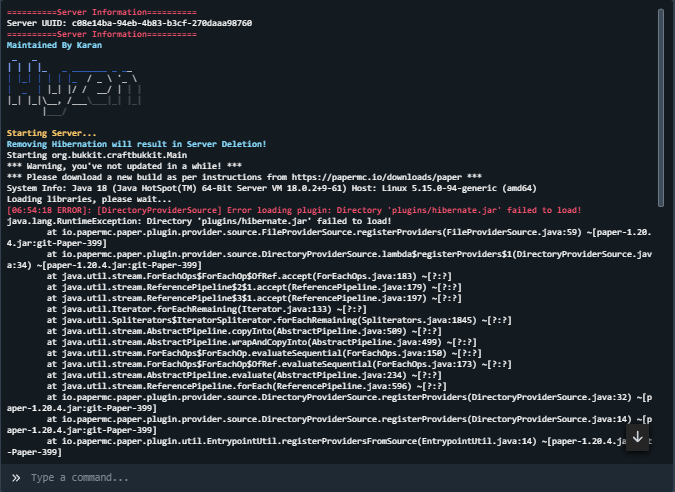 ==========Server Information==========
Server UUID: c08e14ba-94eb-4b83-b3cf-270daaa98760
==========Server Information==========
Maintained By Karan
Starting Server...
Removing Hibernation will result in Server Deletion!
Starting org.bukkit.craftbukkit.Main
*** Warning, you've not updated in a while! ***
*** Please download a new build as per instructions from https://papermc.io/downloads/paper ***
System Info: Java 18 (Java HotSpot(TM) 64-Bit Server VM 18.0.2+9-61) Host: Linux 5.15.0-94-generic (amd64)
Loading libraries, please wait...
[06:54:18 ERROR]: [DirectoryProviderSource] Error loading plugin: Directory 'plugins/hibernate.jar' failed to load!
java.lang.RuntimeException: Directory 'plugins/hibernate.jar' failed to load!
at io.papermc.paper.plugin.provider.source.FileProviderSource.registerProviders(FileProviderSource.java:59) ~[paper-1.20.
4.jar:git-Paper-399]
at io.papermc.paper.plugin.provider.source.DirectoryProviderSource.lambda$registerProviders$1(DirectoryProviderSource.jav
a:34) ~[paper-1.20.4.jar:git-Paper-399]
at java.util.stream.ForEachOps$ForEachOp$OfRef.accept(ForEachOps.java:183) ~[?:?]
at java.util.stream.ReferencePipeline$2$1.accept(ReferencePipeline.java:179) ~[?:?]
at java.util.stream.ReferencePipeline$3$1.accept(ReferencePipeline.java:197) ~[?:?]
at java.util.Iterator.forEachRemaining(Iterator.java:133) ~[?:?]
at java.util.Spliterators$IteratorSpliterator.forEachRemaining(Spliterators.java:1845) ~[?:?]
at java.util.stream.AbstractPipeline.copyInto(AbstractPipeline.java:509) ~[?:?]
at java.util.stream.AbstractPipeline.wrapAndCopyInto(AbstractPipeline.java:499) ~[?:?]
at java.util.stream.ForEachOps$ForEachOp.evaluateSequential(ForEachOps.java:150) ~[?:?]
at java.util.stream.ForEachOps$ForEachOp$OfRef.evaluateSequential(ForEachOps.java:173) ~[?:?]
at java.util.stream.AbstractPipeline.evaluate(AbstractPipeline.java:234) ~[?:?]
at java.util.stream.ReferencePipeline.forEach(ReferencePipeline.java:596) ~[?:?]
at io.papermc.paper.plugin.provider.source.DirectoryProviderSource.registerProviders(DirectoryProviderSource.java:32) ~[p
aper-1.20.4.jar:git-Paper-399]
at io.papermc.paper.plugin.provider.source.DirectoryProviderSource.registerProviders(DirectoryProviderSource.java:14) ~[p
aper-1.20.4.jar:git-Paper-399]
at io.papermc.paper.plugin.util.EntrypointUtil.registerProvidersFromSource(EntrypointUtil.java:14) ~[paper-1.20.4.ja
-Paper-399]
Type a command...